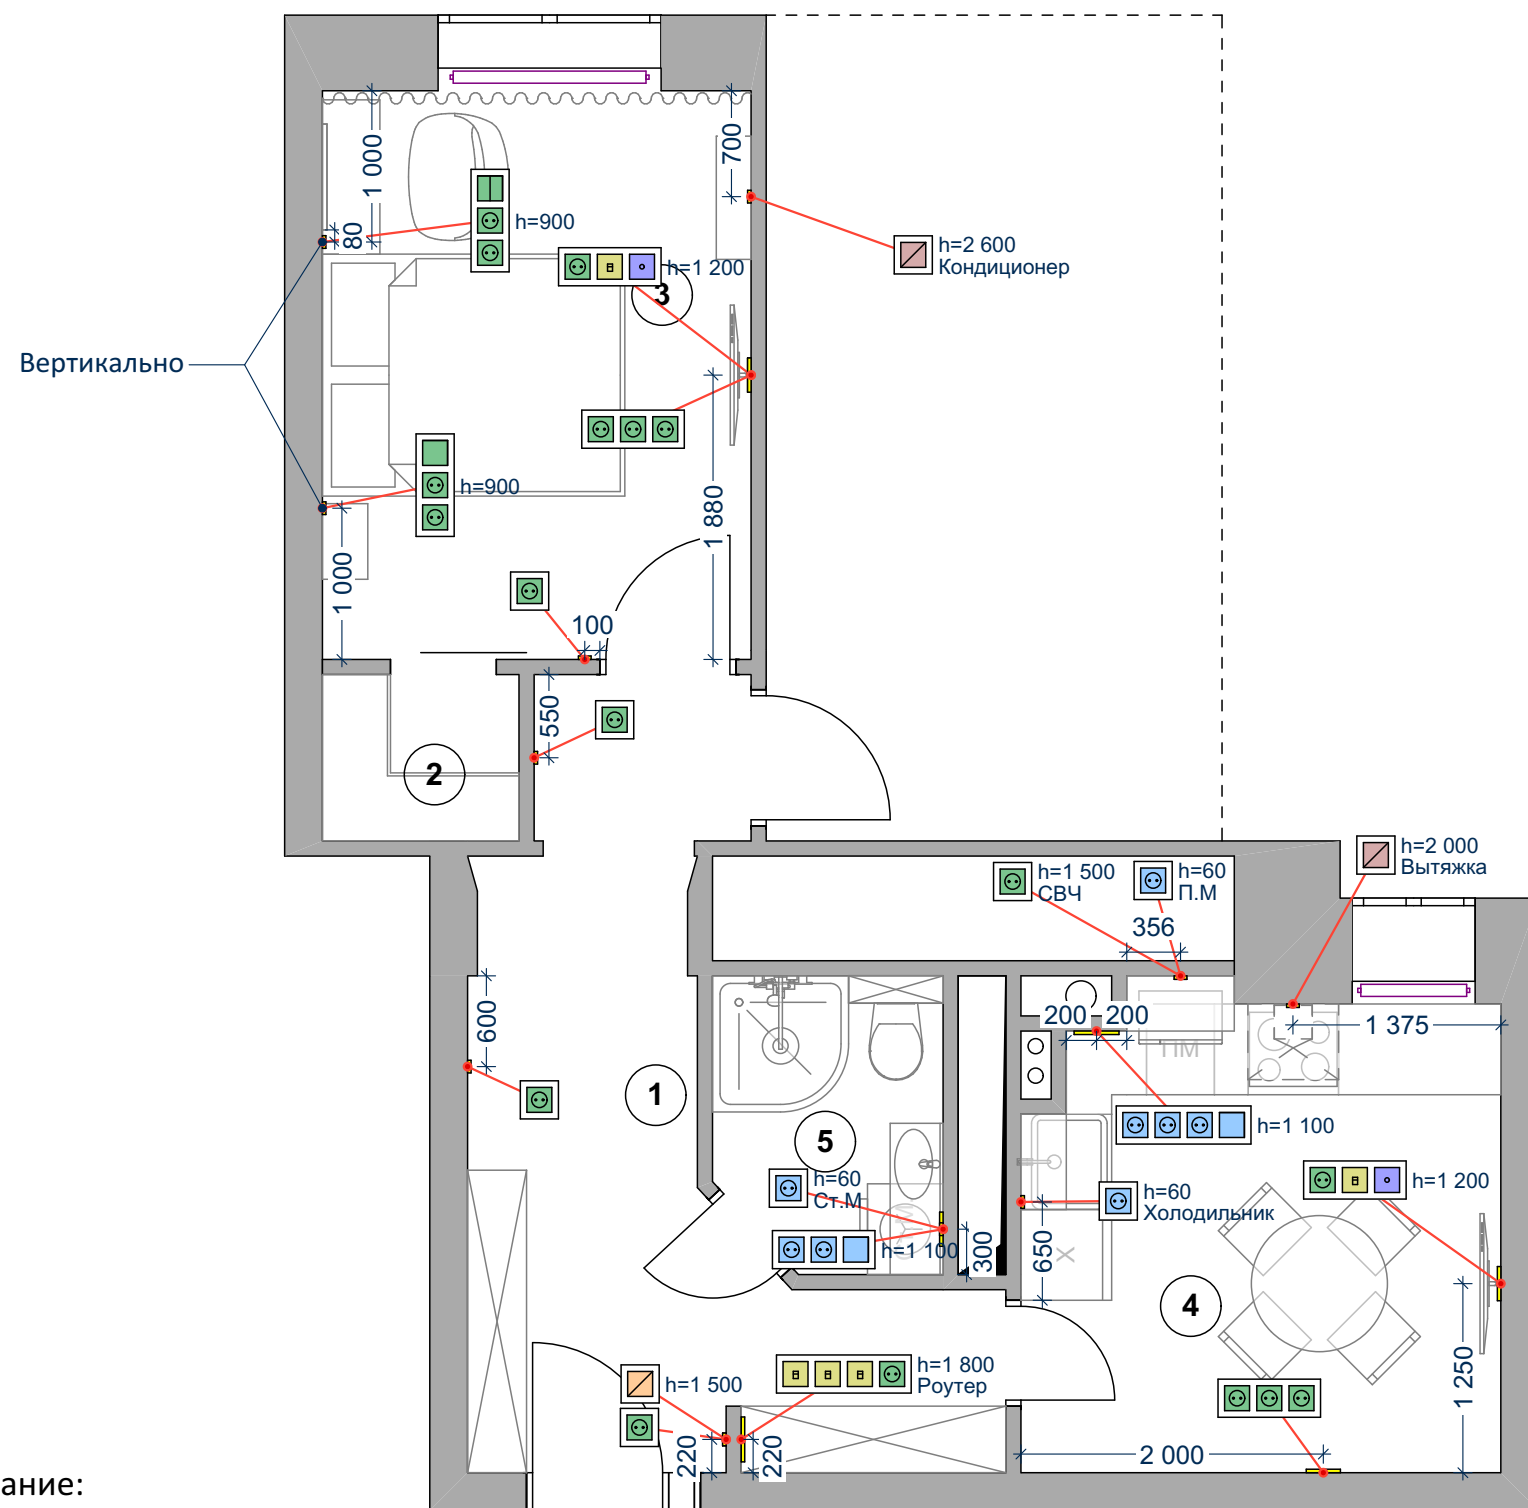 1 000
700
80
h=900
h=2 600
Кондиционер
h=1 200
3
Вертикально
h=900
1 880
1 000
100
550
2
h=2 000
Вытяжка
h=1 500
СВЧ
h=60
П.М
356
600
200
200
1 375
ПМ
1
5
h=1 100
h=60
Ст.М
h=1 200
h=60
Холодильник
h=1 100
300
650
X
4
1 250
h=1 800
Роутер
h=1 500
220
220
2 000
ание: